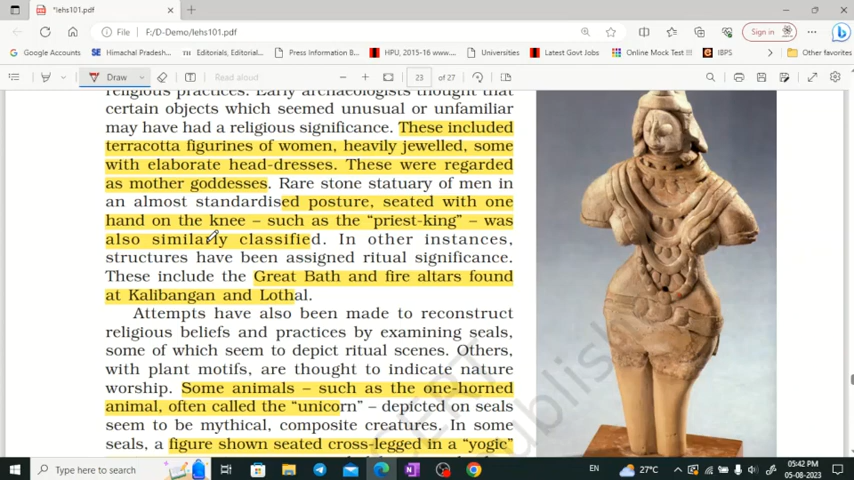 *lehs101.pdf
File
F:/D-Demo/lehs101.pdf
Sign in
Google Accounts
Himachal Pradesh...
Editorials, Editorial...
Press Information B...
HPU, 2015-16 www....
Universities
Latest Govt Jobs
Online Mock Test |...
IBPS
Other favorites
Draw
Read aloud
23
of 27
religious practices. Early archaeologists thought that
certain objects which seemed unusual or unfamiliar
may have had a religious significance. These included
terracotta figurines of women, heavily jewelled, some
with elaborate head-dresses. These were regarded
as mother goddesses. Rare stone statuary of men in
an almost standardised posture, seated with one
hand on the knee – such as the “priest-king” – was
also similarly classified. In other instances,
structures have been assigned ritual significance.
These include the Great Bath and fire altars found
at Kalibangan and Lothal.
Attempts have also been made to reconstruct
religious beliefs and practices by examining seals,
some of which seem to depict ritual scenes. Others,
with plant motifs, are thought to indicate nature
worship. Some animals – such as the one-horned
animal, often called the “unicorn” – depicted on seals
seem to be mythical, composite creatures. In some
seals, a figure shown seated cross-legged in a “yogic”
Type here to search
EN
27°C
05:42 PM
05-08-2023